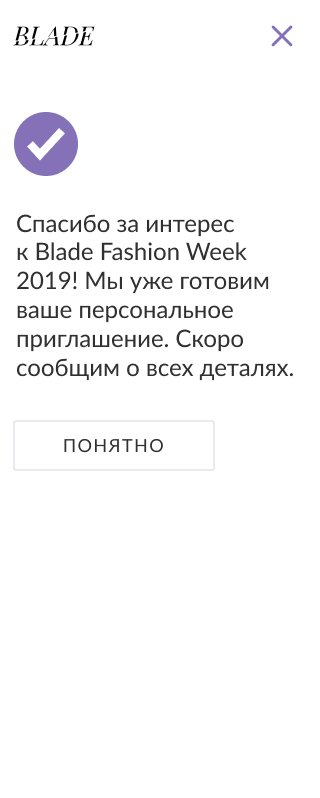 BLADE
Спасибо за интерес
к Blade Fashion Week
2019! Мы уже готовим
ваше персональное
приглашение. Скоро
сообщим о всех деталях.
ПОНЯТНО